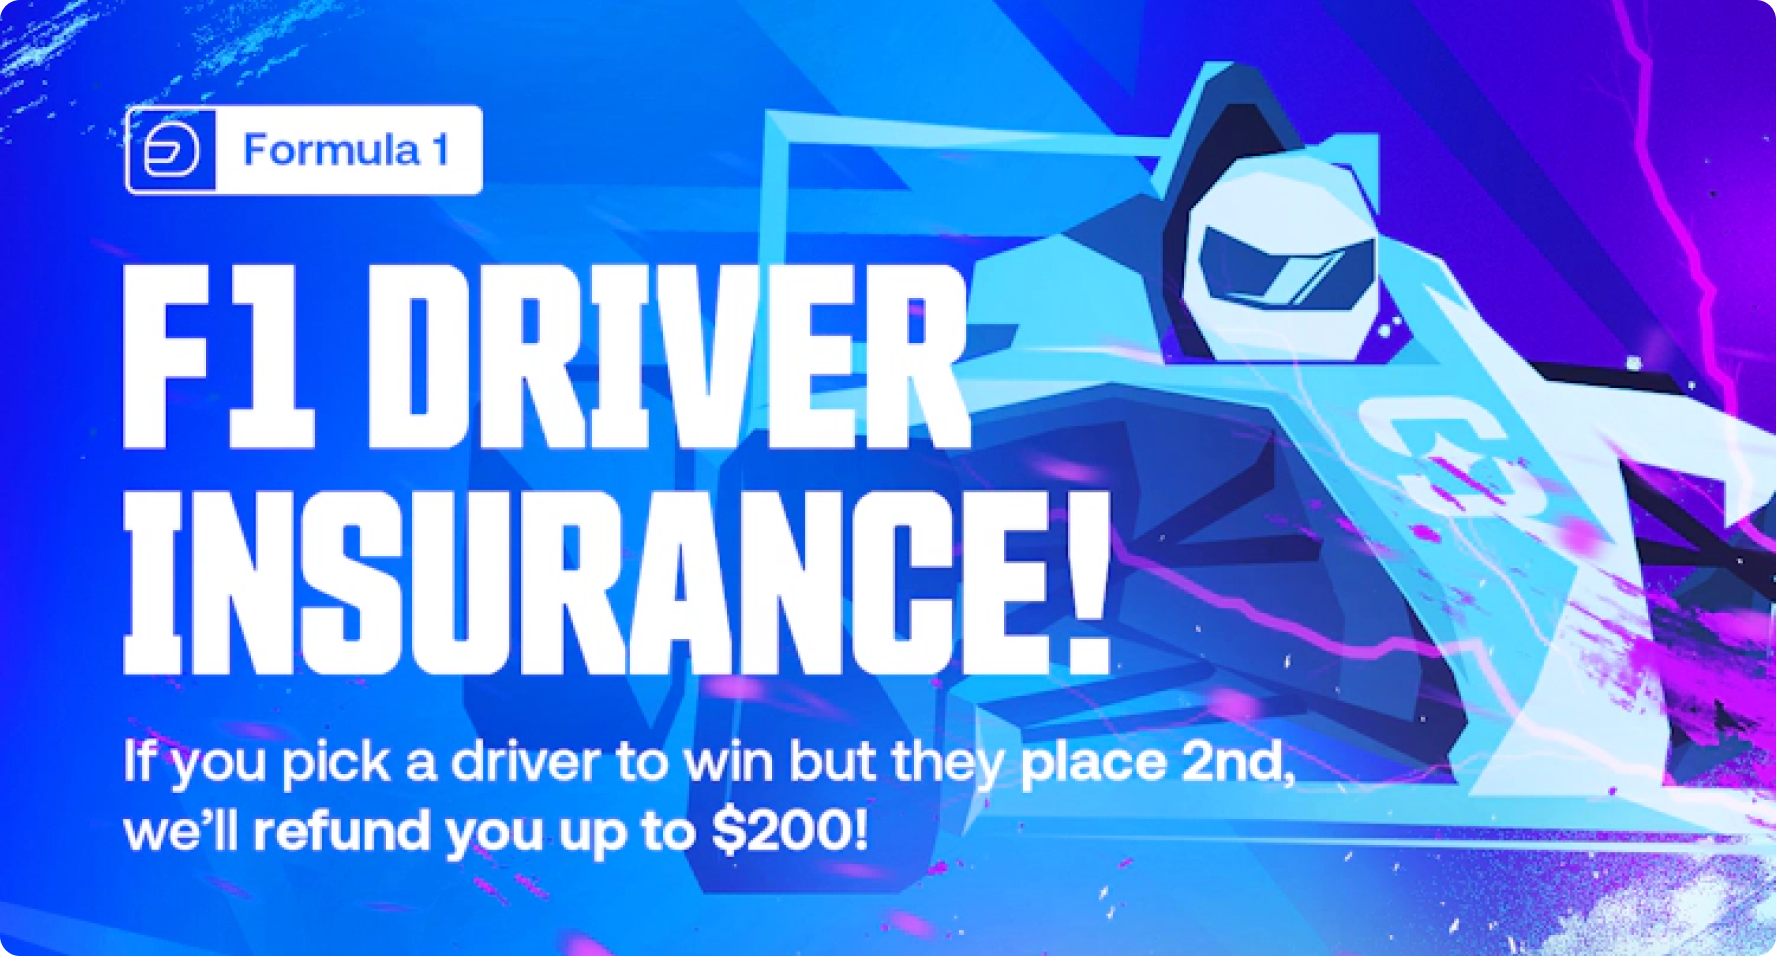 Formula 1
F1 DRIVER
INSURANCE!
If you pick a driver to win but they place 2nd,
we’ll refund you up to $200!